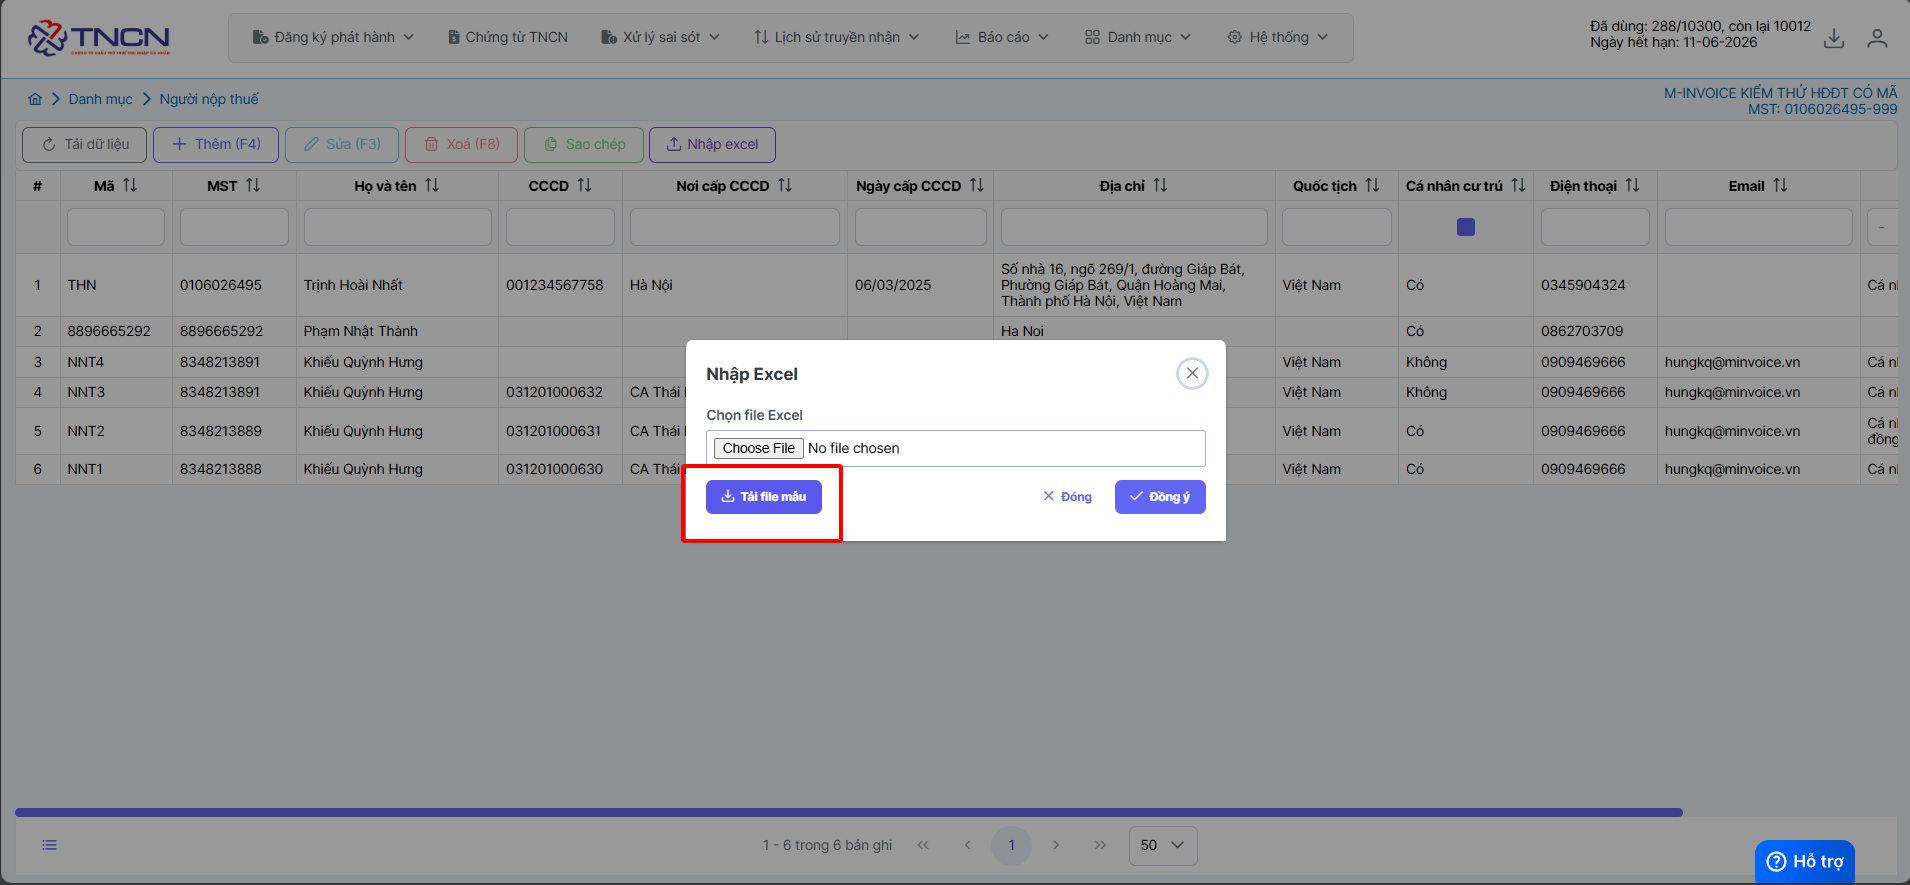 TNCN
Đăng ký phát hành
Chứng từ TNCN
Xử lý sai sót
Lịch sử truyền nhận
Báo cáo
Danh mục
Hệ thống
Đã dùng: 288/10300, còn lại 10012
Ngày hết hạn: 11-06-2026
Danh mục
Người nộp thuế
M-INVOICE KIỂM THỬ HĐĐT CÓ MÃ
MST: 0106026495-999
Tải dữ liệu
Thêm (F4)
Sửa (F3)
Xoá (F8)
Sao chép
Nhập excel
# Mã MST Họ và tên CCCD Nơi cấp CCCD Ngày cấp CCCD Địa chỉ Quốc tịch Cá nhân cư trú Điện thoại Email
-
1 THN 0106026495 Trịnh Hoài Nhất 001234567758 Hà Nội 06/03/2025 Số nhà 16, ngõ 269/1, đường Giáp Bát,
Phường Giáp Bát, Quận Hoàng Mai,
Thành phố Hà Nội, Việt Nam
Việt Nam Có 0345904324 Cá
2 8896665292 8896665292 Phạm Nhật Thành Ha Noi Có 0862703709
3 NNT4 8348213891 Khiếu Quỳnh Hưng Việt Nam Không 0909469666 hungkq@minvoice.vn Cá
4 NNT3 8348213891 Khiếu Quỳnh Hưng 031201000632 CA Thái Việt Nam Không 0909469666 hungkq@minvoice.vn Cá
5 NNT2 8348213889 Khiếu Quỳnh Hưng 031201000631 CA Thái Việt Nam Có 0909469666 hungkq@minvoice.vn Cá
đồng
6 NNT1 8348213888 Khiếu Quỳnh Hưng 031201000630 CA Thái Việt Nam Có 0909469666 hungkq@minvoice.vn Cá
Nhập Excel
Chọn file Excel
Choose File No file chosen
Tải file mẫu
Đóng
Đồng ý
1 - 6 trong 6 bản ghi
1
50
Hỗ trợ